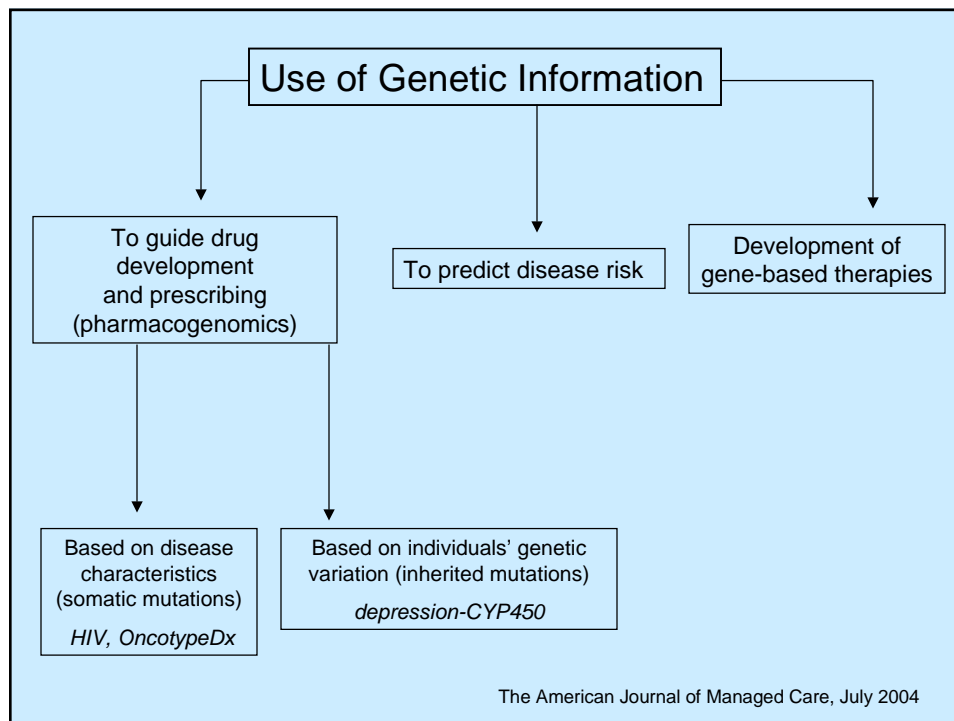 Use of Genetic Information
To guide drug
development
and prescribing
(pharmacogenomics)
To predict disease risk
Development of
gene-based therapies
Based on disease
characteristics
(somatic mutations)
HIV, OncotypeDx
Based on individuals’ genetic
variation (inherited mutations)
depression-CYP450
The American Journal of Managed Care, July 2004